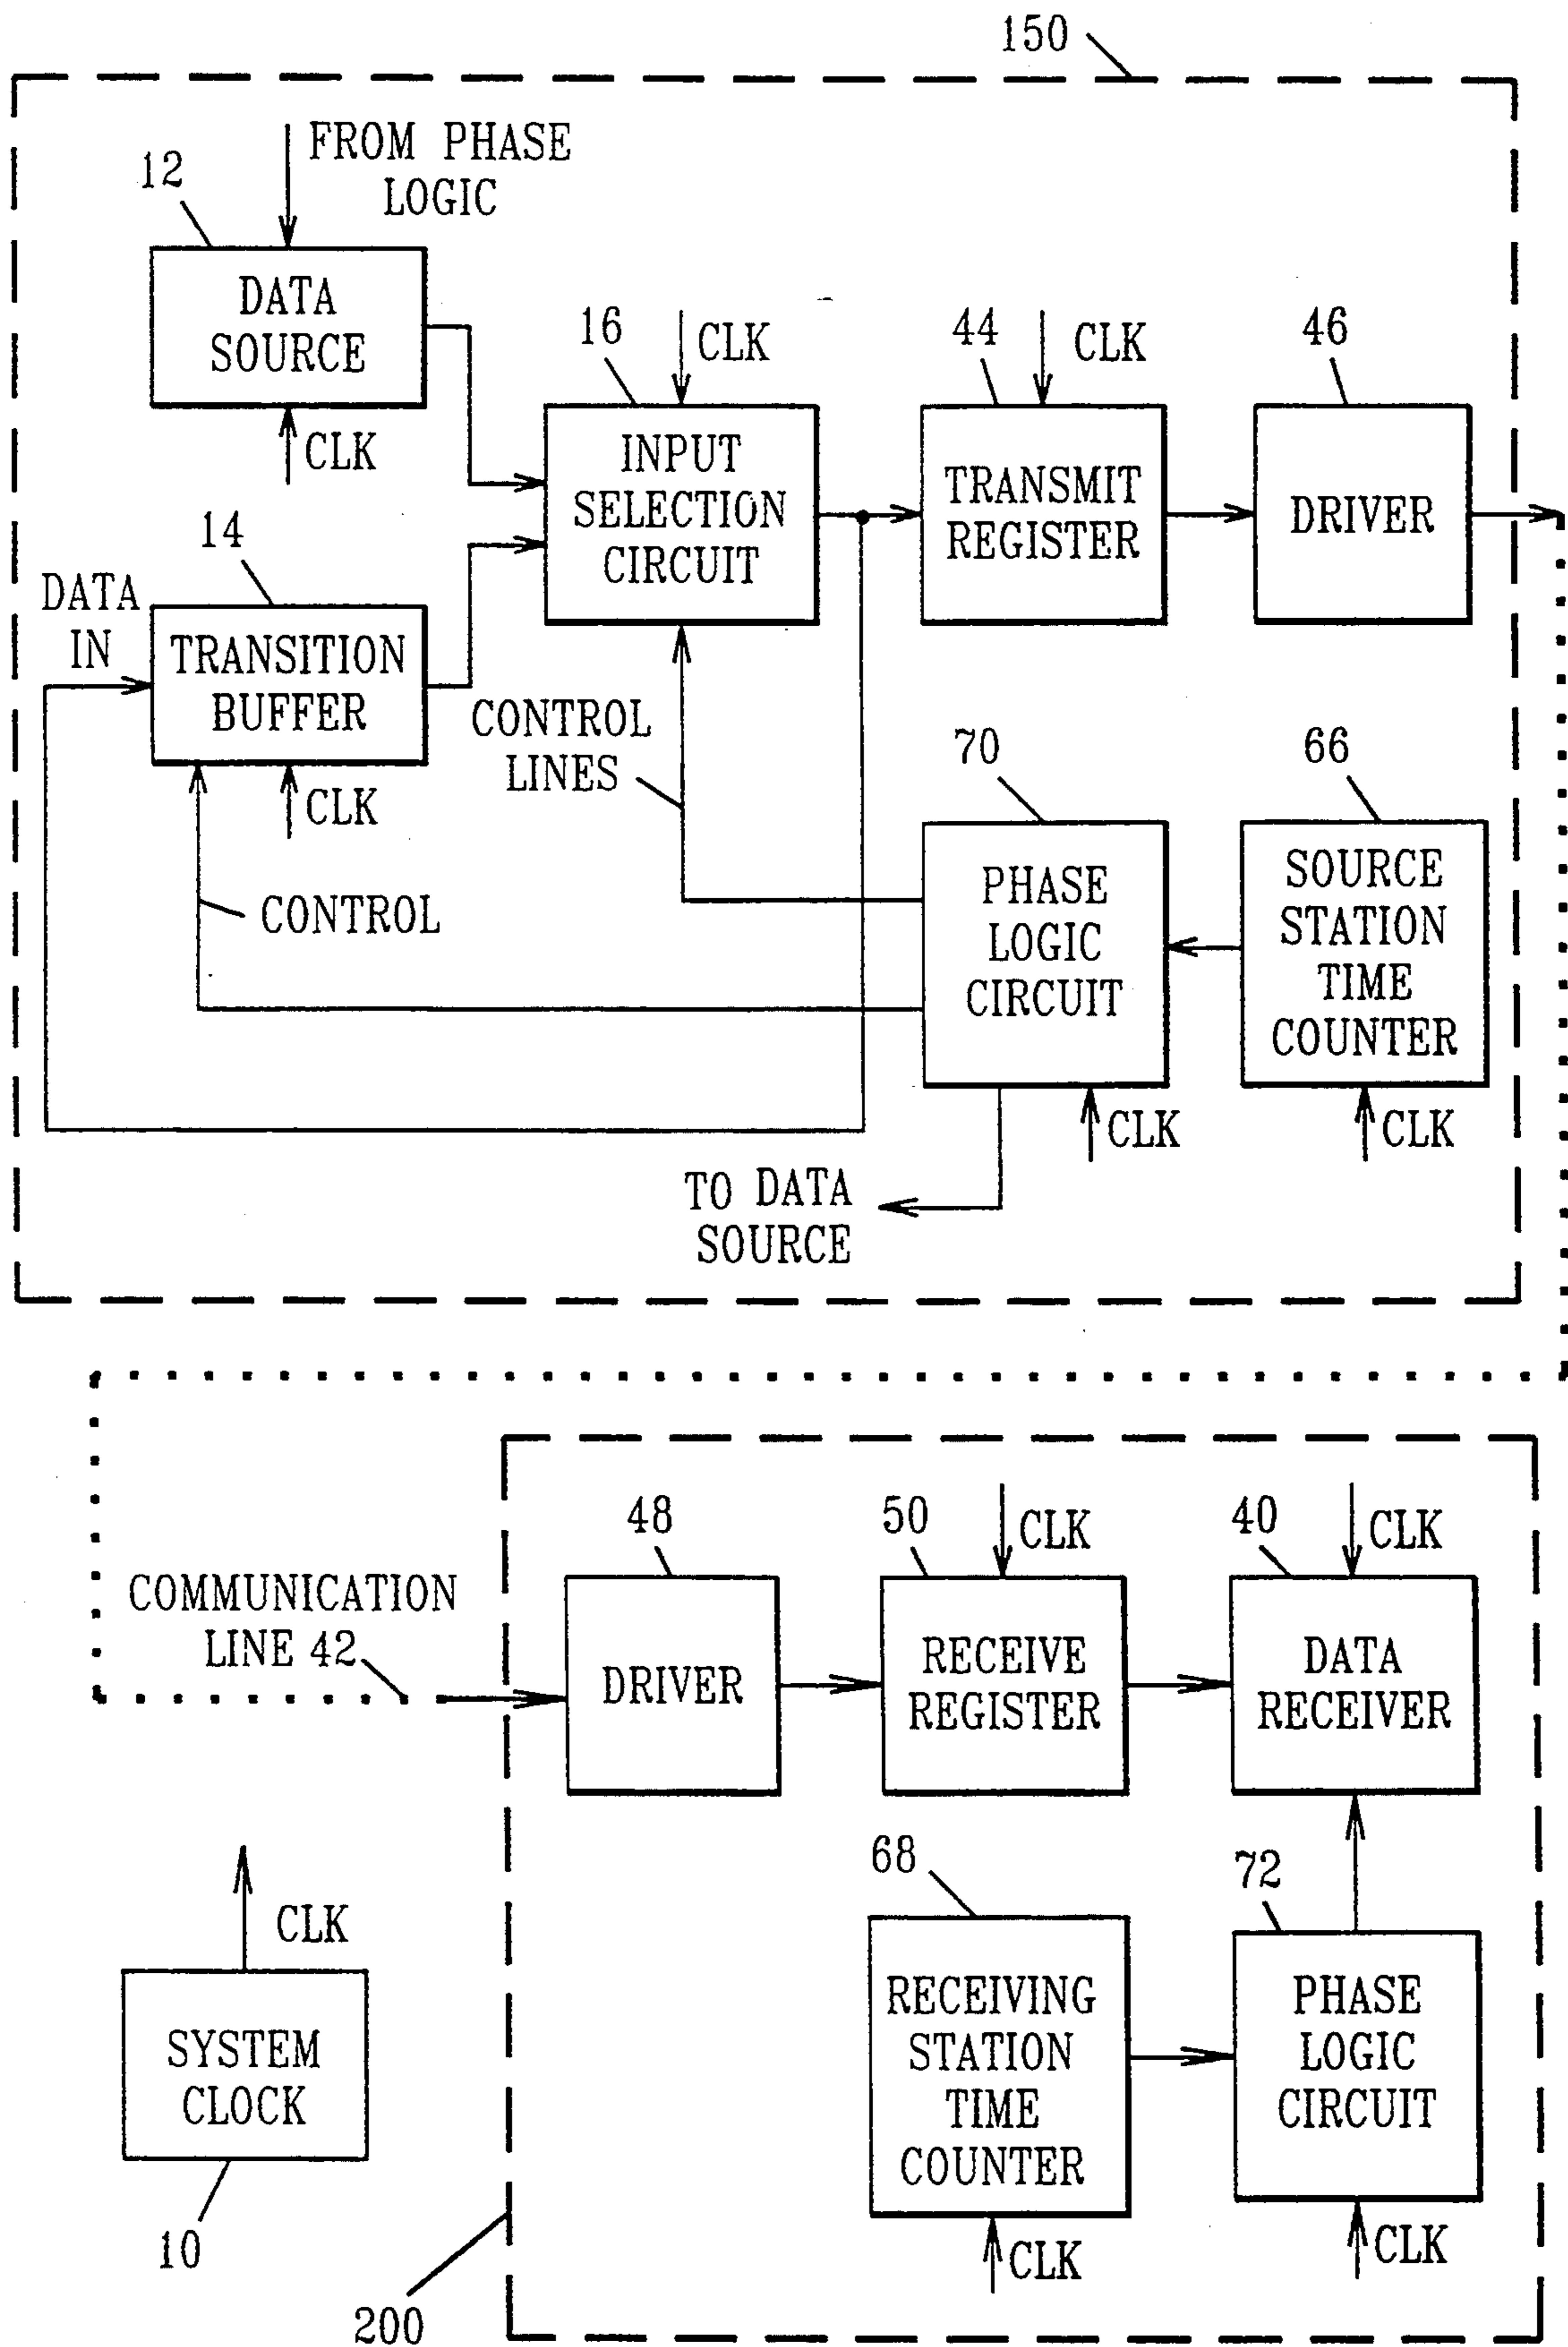 150
FROM PHASE
LOGIC
12
DATA
SOURCE
CLK
16
CLK
INPUT
SELECTION
CIRCUIT
44
CLK
TRANSMIT
REGISTER
46
DRIVER
14
DATA
IN
TRANSITION
BUFFER
CLK
CONTROL
LINES
CONTROL
70
PHASE
LOGIC
CIRCUIT
CLK
66
SOURCE
STATION
TIME
COUNTER
CLK
TO DATA
SOURCE
COMMUNICATION
LINE 42
48
DRIVER
50
CLK
RECEIVE
REGISTER
40
CLK
DATA
RECEIVER
68
RECEIVING
STATION
TIME
COUNTER
CLK
72
PHASE
LOGIC
CIRCUIT
CLK
CLK
SYSTEM
CLOCK
10
200